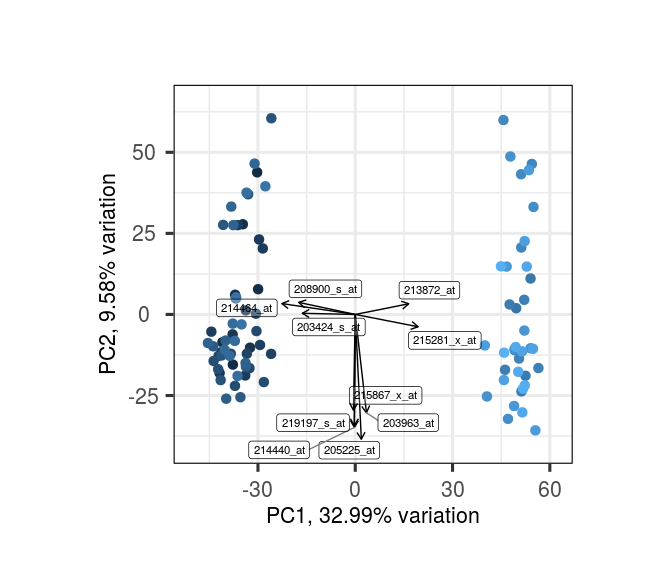 50
25
0
-25
-30
0
30
60
PC1, 32.99% variation
PC2, 9.58% variation
208900_s_at
213872_at
214464_at
203424_s_at
215281_x_at
215867_x_at
219197_s_at
203963_at
214440_at
205225_at